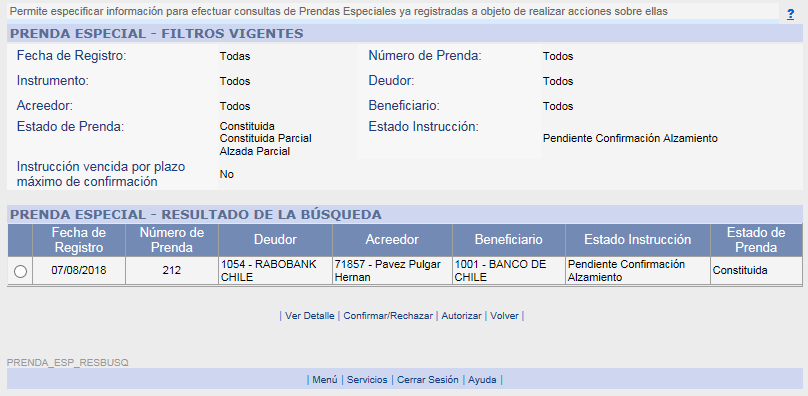 Permite especificar información para efectuar consultas de Prendas Especiales ya registradas a objeto de realizar acciones sobre ellas
?
PRENDA ESPECIAL - FILTROS VIGENTES
Fecha de Registro: Todas Número de Prenda: Todos
Instrumento: Todos Deudor: Todos
Acreedor: Todos Beneficiario: Todos
Estado de Prenda: Constituida Estado Instrucción:
Constituida Parcial Pendiente Confirmación Alzamiento
Alzada Parcial
Instrucción vencida por plazo
máximo de confirmación No
PRENDA ESPECIAL - RESULTADO DE LA BÚSQUEDA
Fecha de Registro Número de Prenda Deudor Acreedor Beneficiario Estado Instrucción Estado de Prenda
07/08/2018 212 1054 - RABOBANK CHILE 71857 - Pavez Pulgar Hernan 1001 - BANCO DE CHILE Pendiente Confirmación Alzamiento Constituida
| Ver Detalle | Confirmar/Rechazar | Autorizar | Volver |
PRENDA_ESP_RESBUSQ
| Menú | Servicios | Cerrar Sesión | Ayuda |